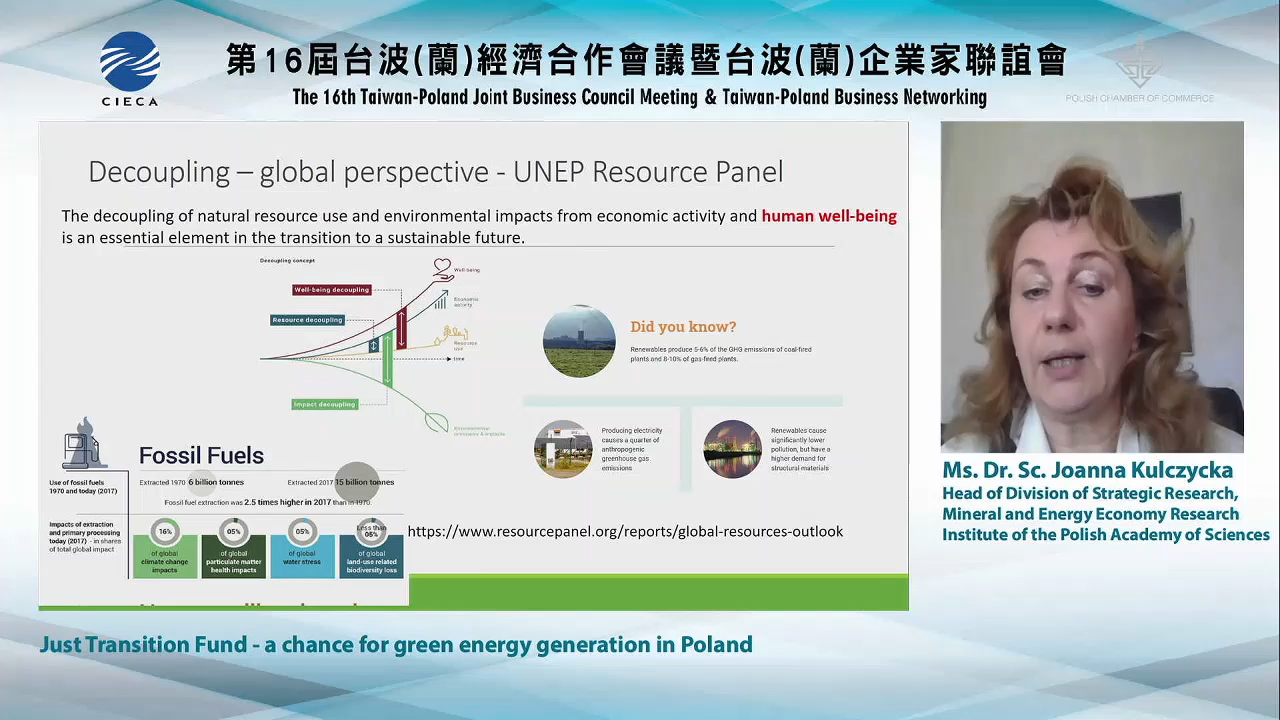 第16屆台波(蘭)經濟合作會議暨台波(蘭)企業家聯誼會
The 16th Taiwan-Poland Joint Business Council Meeting & Taiwan-Poland Business Networking
CIECA
POLISH CHAMBER OF COMMERCE
Decoupling – global perspective - UNEP Resource Panel
The decoupling of natural resource use and environmental impacts from economic activity and human well-being
is an essential element in the transition to a sustainable future.
Decoupling concept
Well-being
Well-being decoupling
Economic
activity
Resource decoupling
Resource
use
time
Impact decoupling
Did you know?
Renewables produce 5-6% of the GHG emissions of coal-fired
plants and 8-10% of gas-fired plants.
Producing electricity
causes a quarter of
anthropogenic
greenhouse gas
emissions
Renewables cause
significantly lower
pollution, but have a
higher demand for
structural materials
Fossil Fuels
Use of fossil fuels
1970 and today (2017)
Extracted 1970 6 billion tonnes
Extracted 2017 15 billion tonnes
Fossil fuel extraction was 2.5 times higher in 2017 than in 1970.
Impacts of extraction
and primary processing
today (2017) - in shares
of total global impact
16%
of global
climate change
impacts
05%
of global
particulate matter
health impacts
05%
of global
water stress
Less than
05%
of global
land-use related
biodiversity loss
https://www.resourcepanel.org/reports/global-resources-outlook
Ms. Dr. Sc. Joanna Kulczycka
Head of Division of Strategic Research,
Mineral and Energy Economy Research
Institute of the Polish Academy of Sciences
Just Transition Fund - a chance for green energy generation in Poland